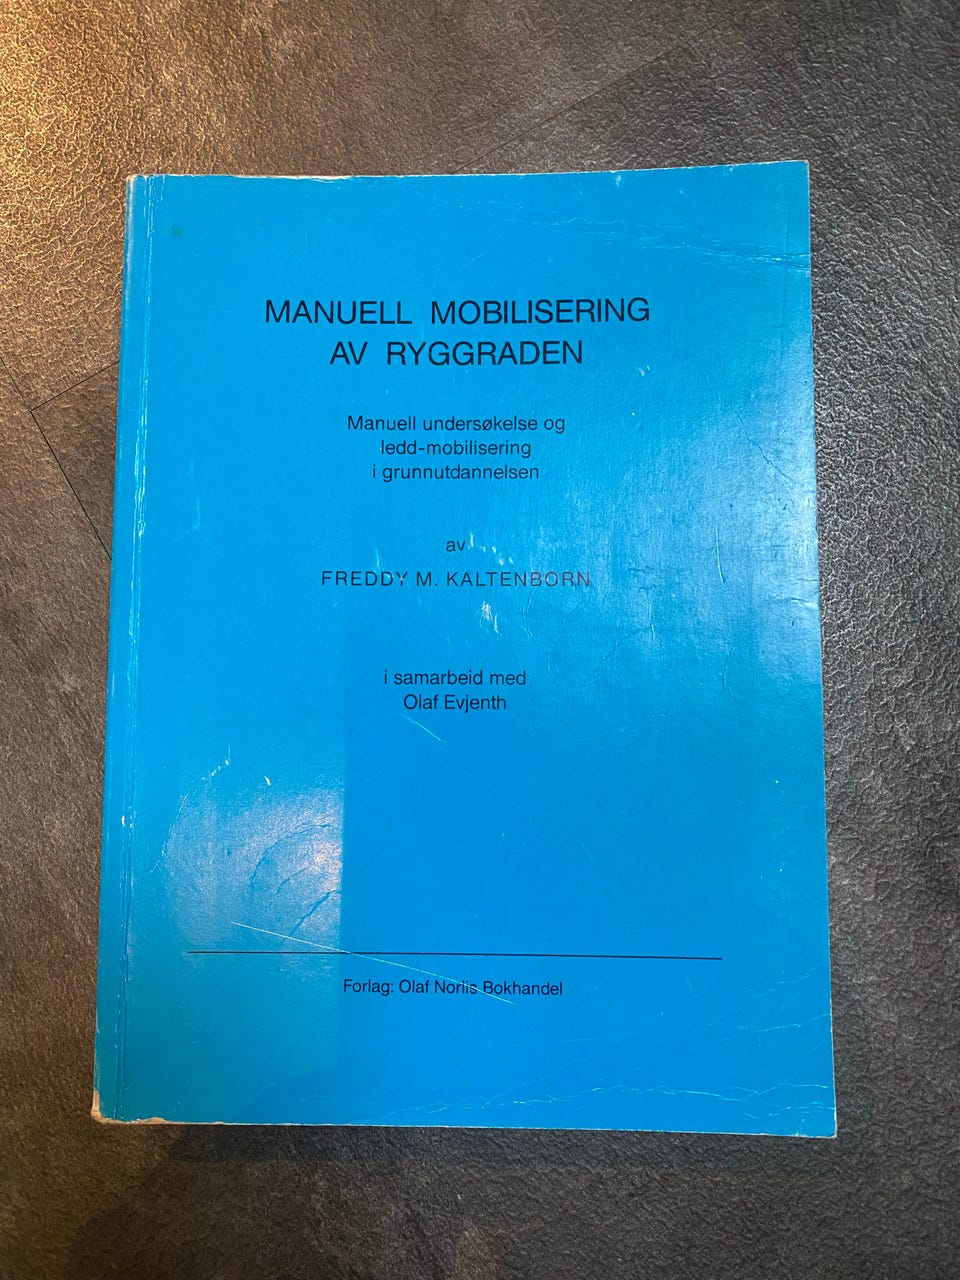 MANUELL MOBILISERING
AV RYGGRADEN
Manuell undersøkelse og
ledd-mobilisering
i grunnutdannelsen
av
FREDDY M. KALTENBORN
i samarbeid med
Olaf Evjenth
Forlag: Olaf Norlis Bokhandel